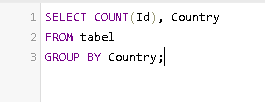 1 SELECT COUNT(Id), Country
2 FROM tabel
3 GROUP BY Country;